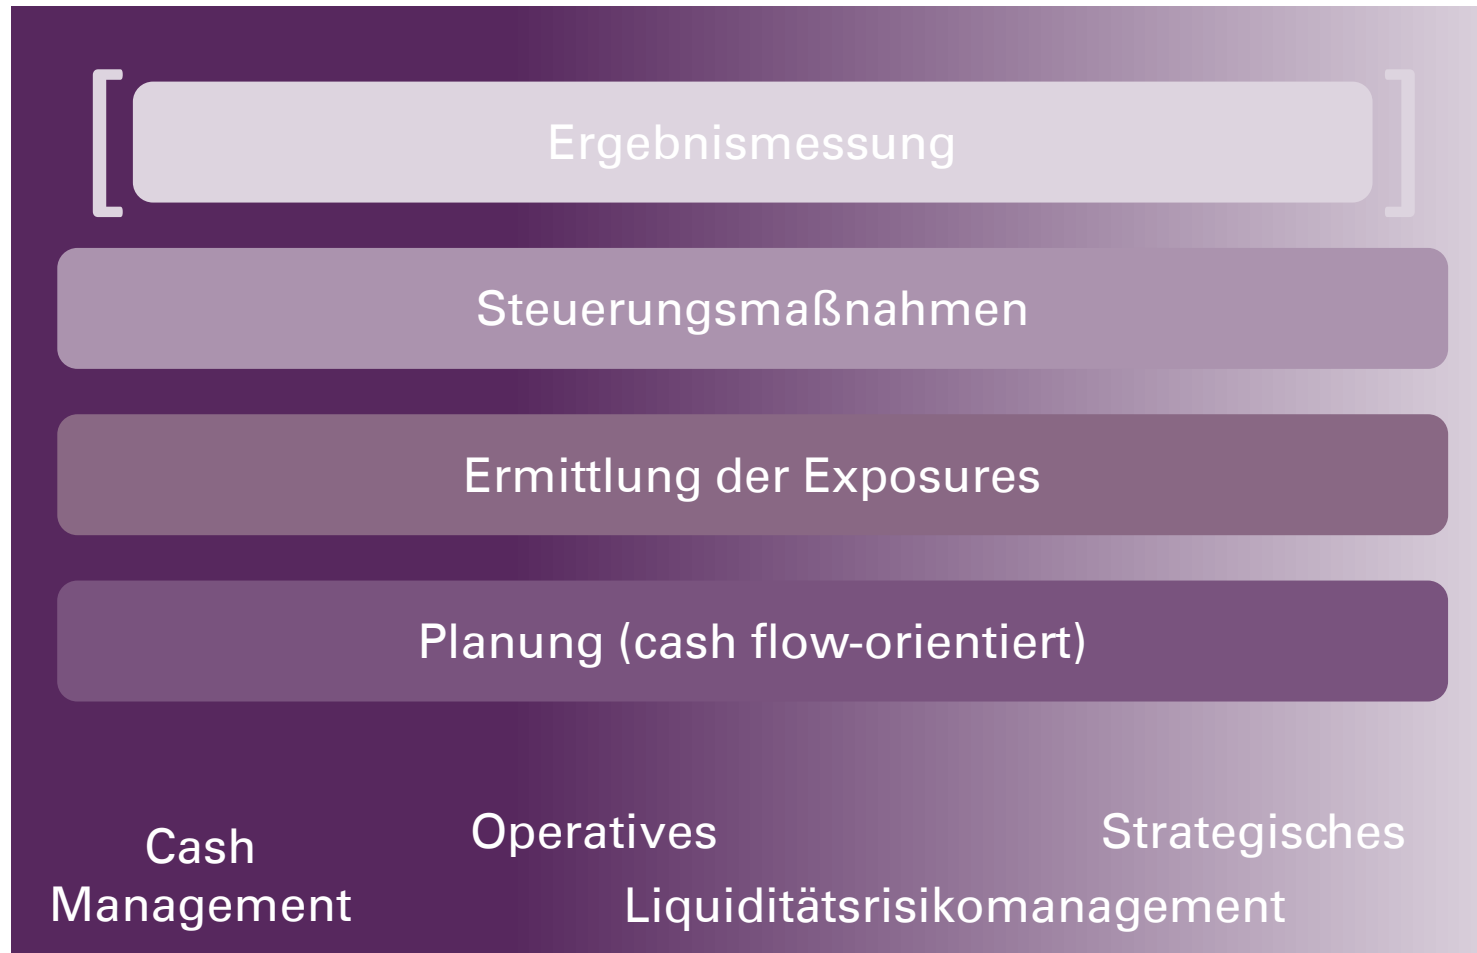 [ Ergebnismessung ]
Steuerungsmaßnahmen
Ermittlung der Exposures
Planung (cash flow-orientiert)
Cash
Management
Operatives
Strategisches
Liquiditätsrisikomanagement